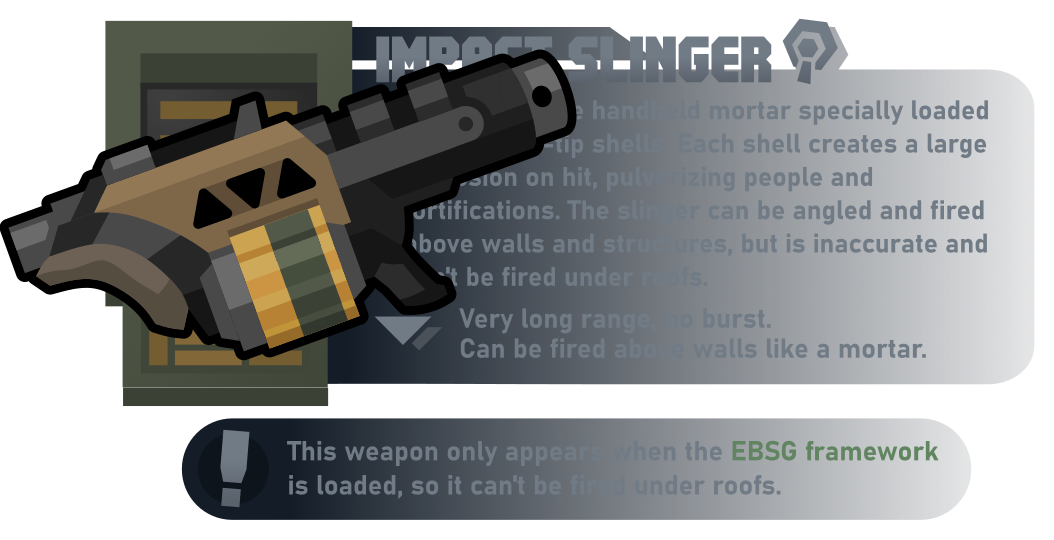 IMPACT SLINGER
handheld mortar specially loaded
-tip shells. Each shell creates a large
on hit, pulverizing people and
fortifications. The slinger can be angled and fired
above walls and structures, but is inaccurate and
can't be fired under roofs.
Very long range, no burst.
Can be fired above walls like a mortar.
This weapon only appears when the EBSG framework
is loaded, so it can't be fired under roofs.